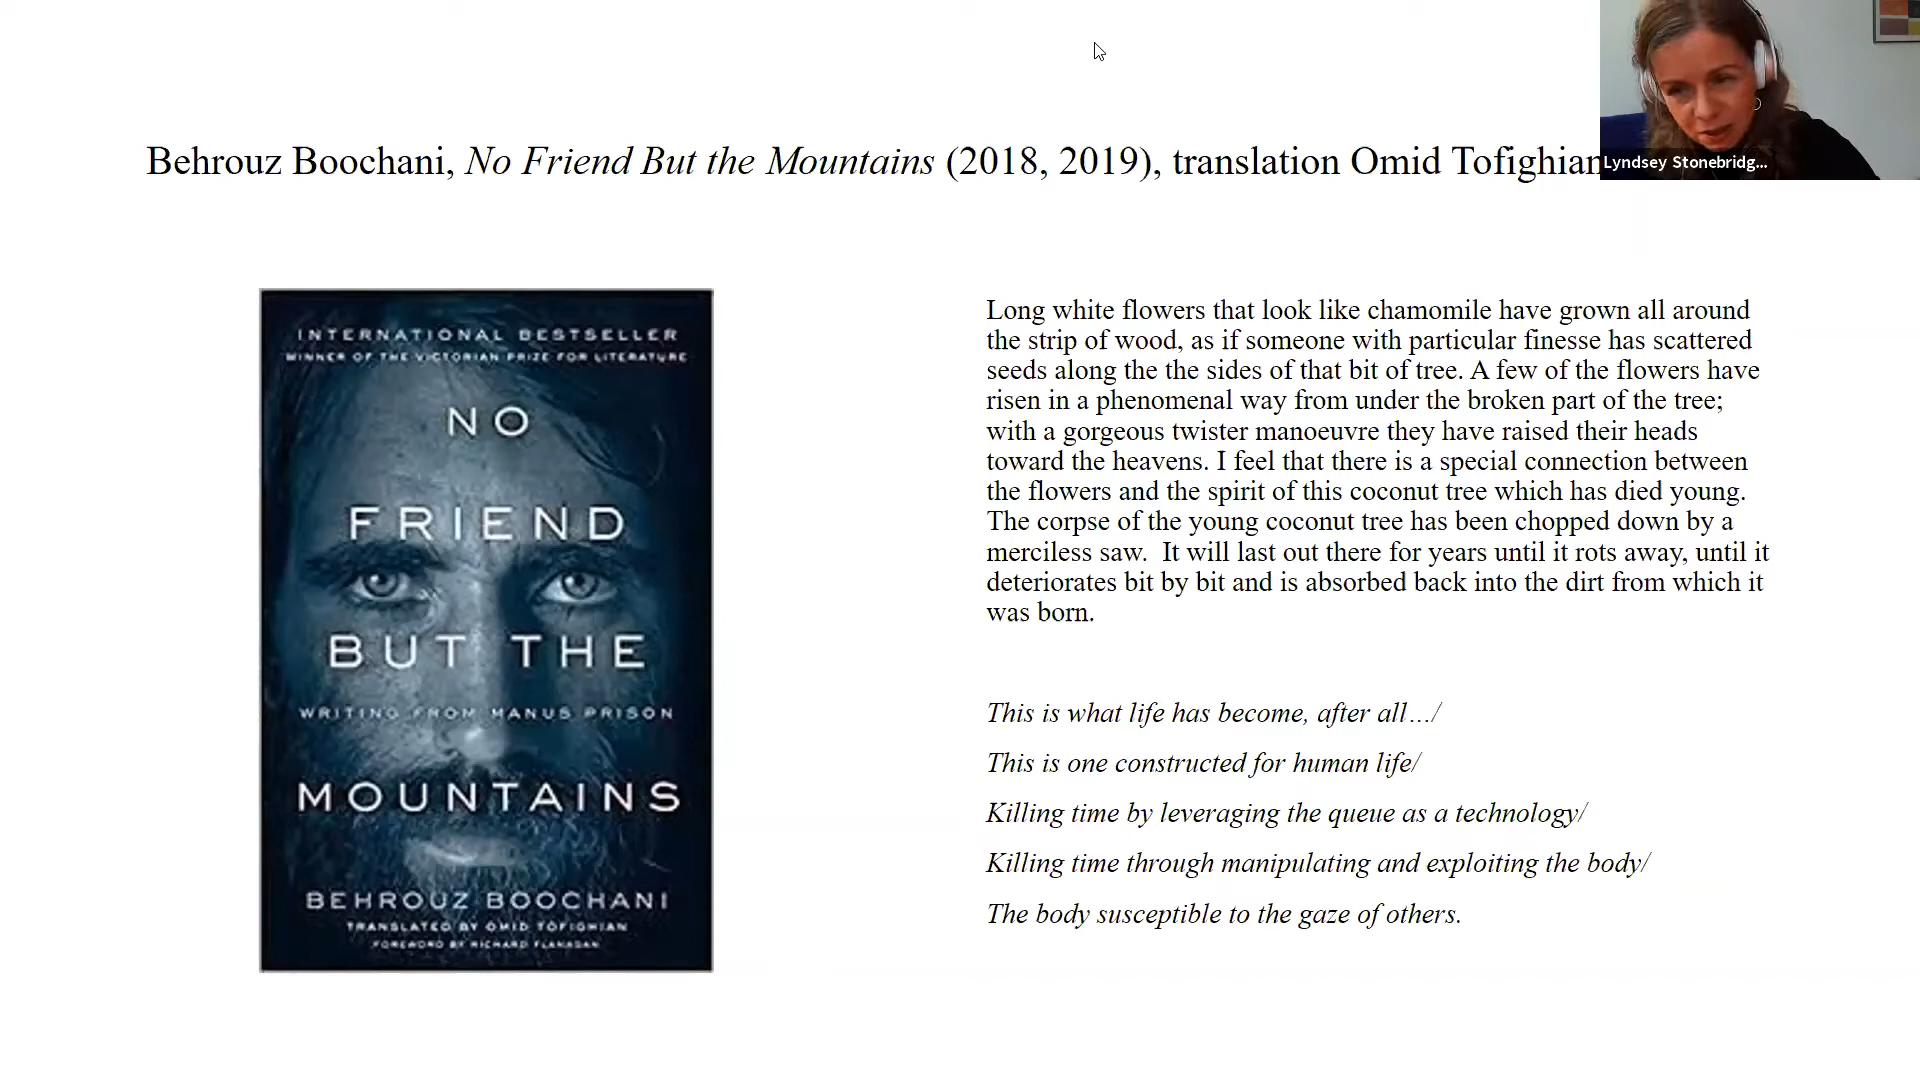 Lyndsey Stonebridg...
Behrouz Boochani, No Friend But the Mountains (2018, 2019), translation Omid Tofighian
INTERNATIONAL BESTSELLER
WINNER OF THE VICTORIAN PRIZE FOR LITERATURE
NO
FRIEND
BUT THE
WRITING FROM MANUS PRISON
MOUNTAINS
BEHROUZ BOOCHANI
TRANSLATED BY OMID TOFIGHIAN
FOREWORD BY RICHARD FLANAGAN
Long white flowers that look like chamomile have grown all around
the strip of wood, as if someone with particular finesse has scattered
seeds along the the sides of that bit of tree. A few of the flowers have
risen in a phenomenal way from under the broken part of the tree;
with a gorgeous twister manoeuvre they have raised their heads
toward the heavens. I feel that there is a special connection between
the flowers and the spirit of this coconut tree which has died young.
The corpse of the young coconut tree has been chopped down by a
merciless saw.  It will last out there for years until it rots away, until it
deteriorates bit by bit and is absorbed back into the dirt from which it
was born.
This is what life has become, after all…/
This is one constructed for human life/
Killing time by leveraging the queue as a technology/
Killing time through manipulating and exploiting the body/
The body susceptible to the gaze of others.